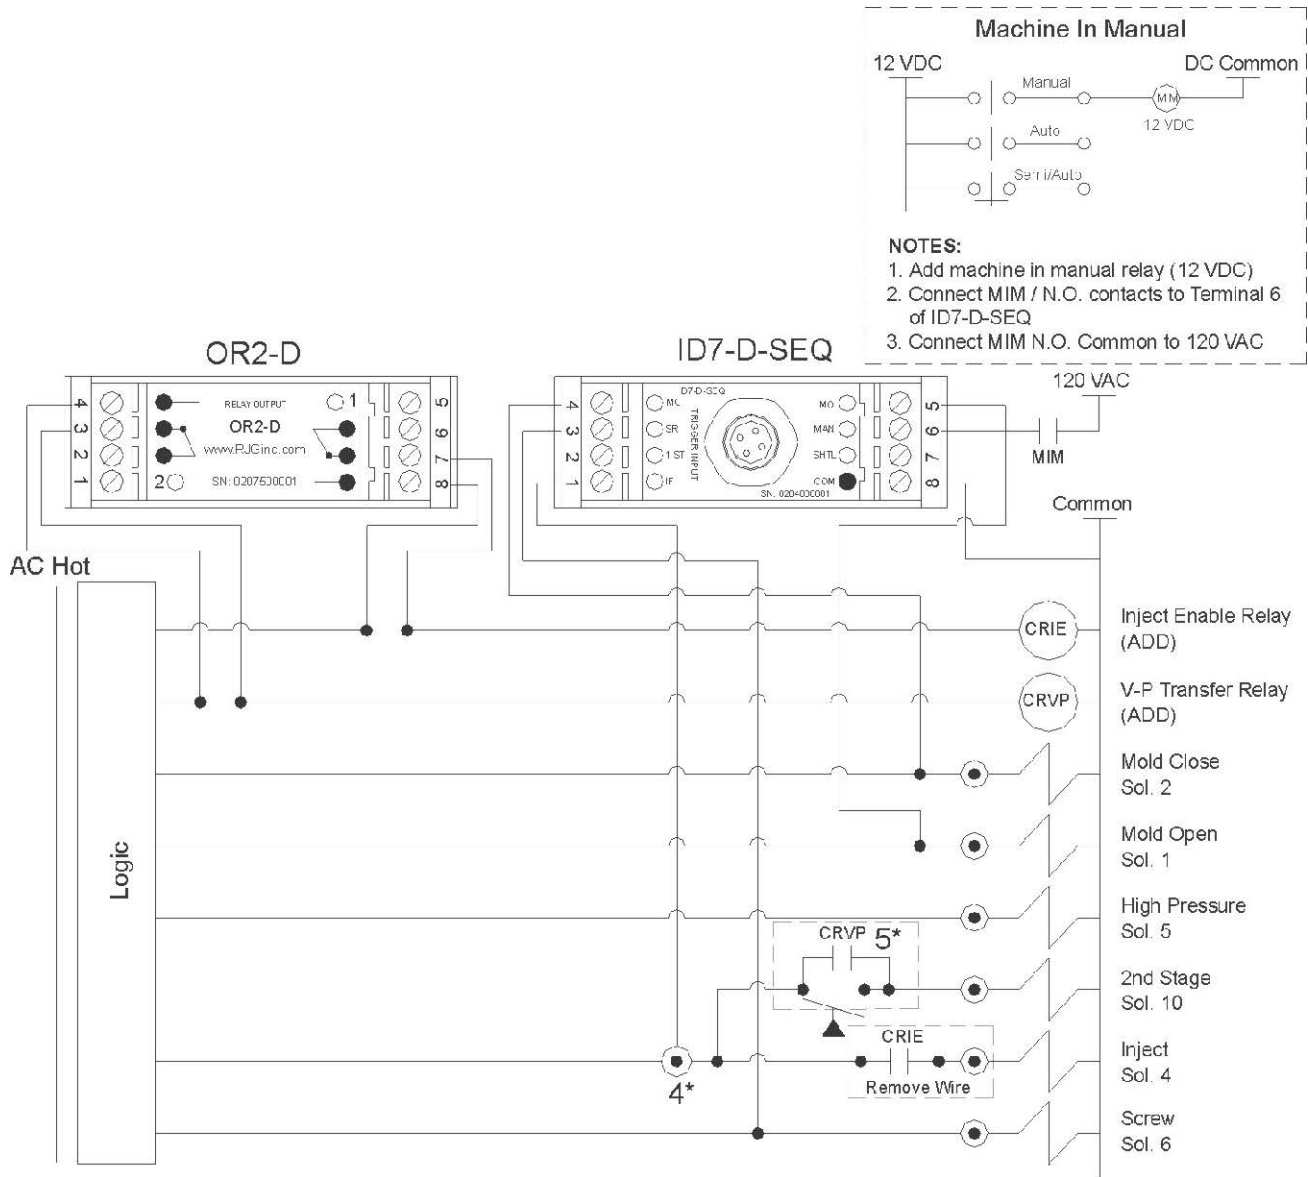 Machine In Manual
12 VDC
DC Common
Manual
MM
12 VDC
Auto
Semi/Auto
NOTES:
1. Add machine in manual relay (12 VDC)
2. Connect MIM / N.O. contacts to Terminal 6
of ID7-D-SEQ
3. Connect MIM N.O. Common to 120 VAC
OR2-D
4
3
2
1
RELAY OUTPUT
1
OR2-D
www.RJGinc.com
2
SN: 0207500001
5
6
7
8
ID7-D-SEQ
4
3
2
1
D7-D-SEQ
MC
SR
1 ST
IF
TRIGGER INPUT
MO
MAN
SHTL
COM
SN: 0204000001
5
6
7
8
120 VAC
MIM
Common
AC Hot
Logic
CRIE
Inject Enable Relay
(ADD)
CRVP
V-P Transfer Relay
(ADD)
Mold Close
Sol. 2
Mold Open
Sol. 1
High Pressure
Sol. 5
CRVP
5*
2nd Stage
Sol. 10
CRIE
Remove Wire
4*
Inject
Sol. 4
Screw
Sol. 6